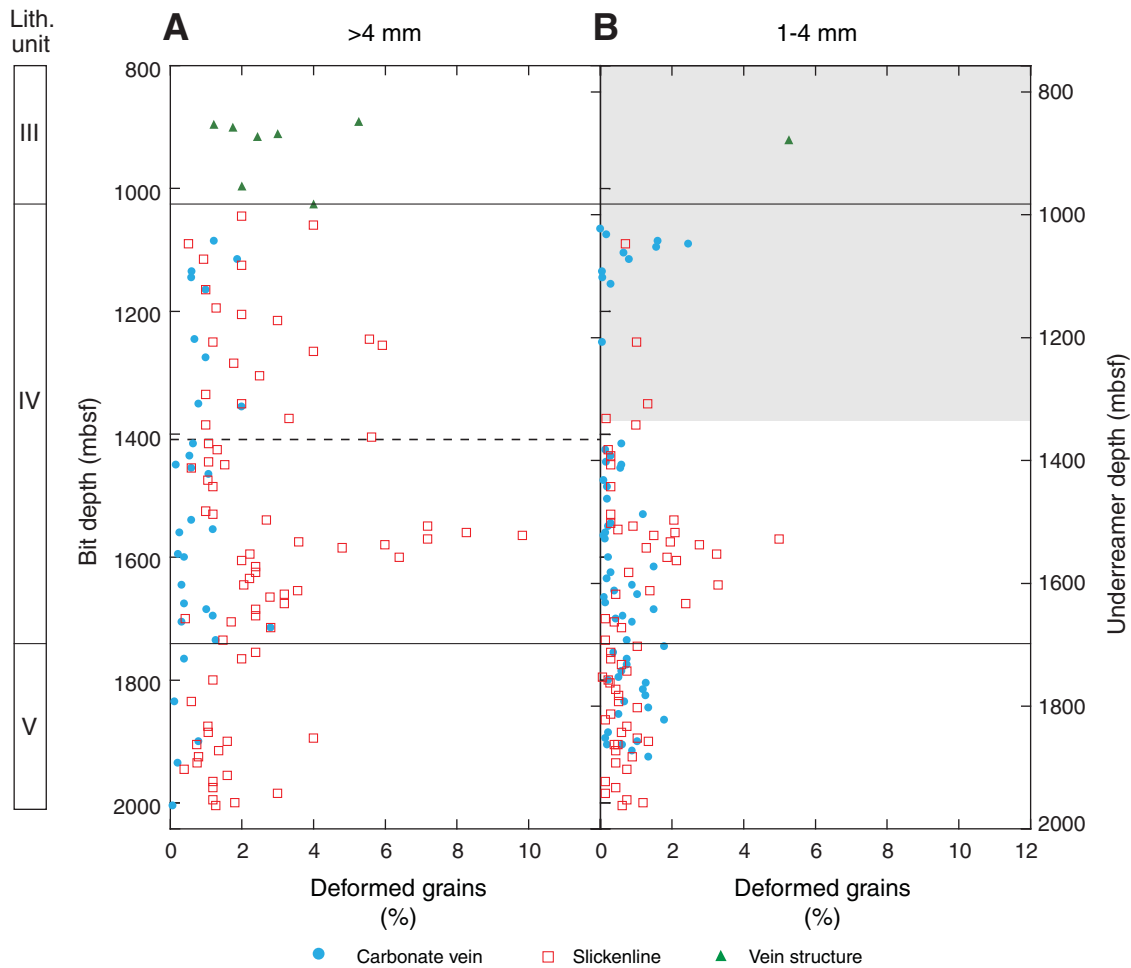 Lith.
unit
A
>4 mm
B
1-4 mm
III
IV
V
Bit depth (mbsf)
800
1000
1200
1400
1600
1800
2000
0 2 4 6 8 10
0 2 4 6 8 10 12
800
1000
1200
1400
1600
1800
2000
Underreamer depth (mbsf)
Deformed grains
(%)
Deformed grains
(%)
Carbonate vein Slickenline Vein structure